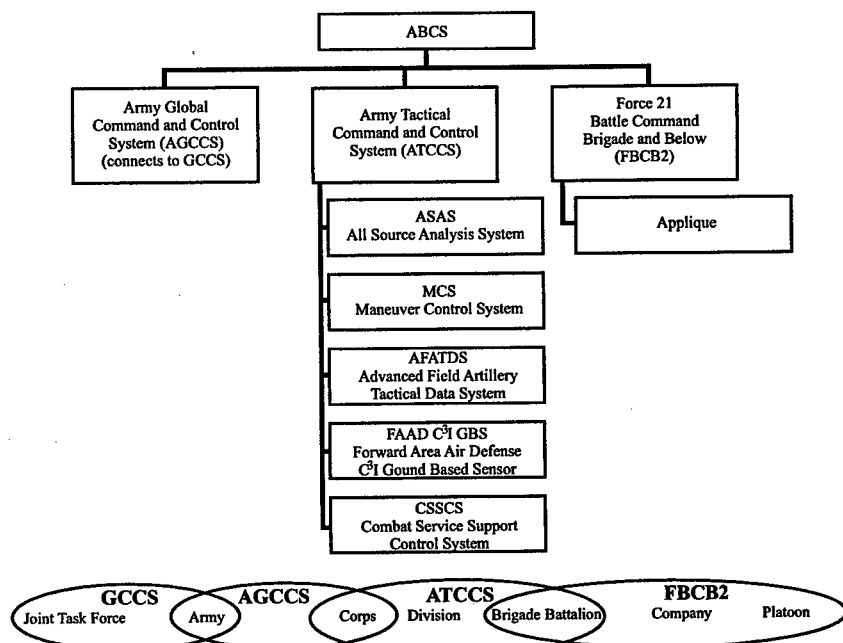 ABCS
Army Global
Command and Control
System (AGCCS)
(connects to GCCS)
Army Tactical
Command and Control
System (ATCCS)
Force 21
Battle Command
Brigade and Below
(FBCB2)
ASAS
All Source Analysis System
Applique
MCS
Maneuver Control System
AFATDS
Advanced Field Artillery
Tactical Data System
FAAD C³I GBS
Forward Area Air Defense
C³I Gound Based Sensor
CSSCS
Combat Service Support
Control System
GCCS AGCCS ATCCS FBCB2
Joint Task Force Army Corps Division Brigade Battalion Company Platoon